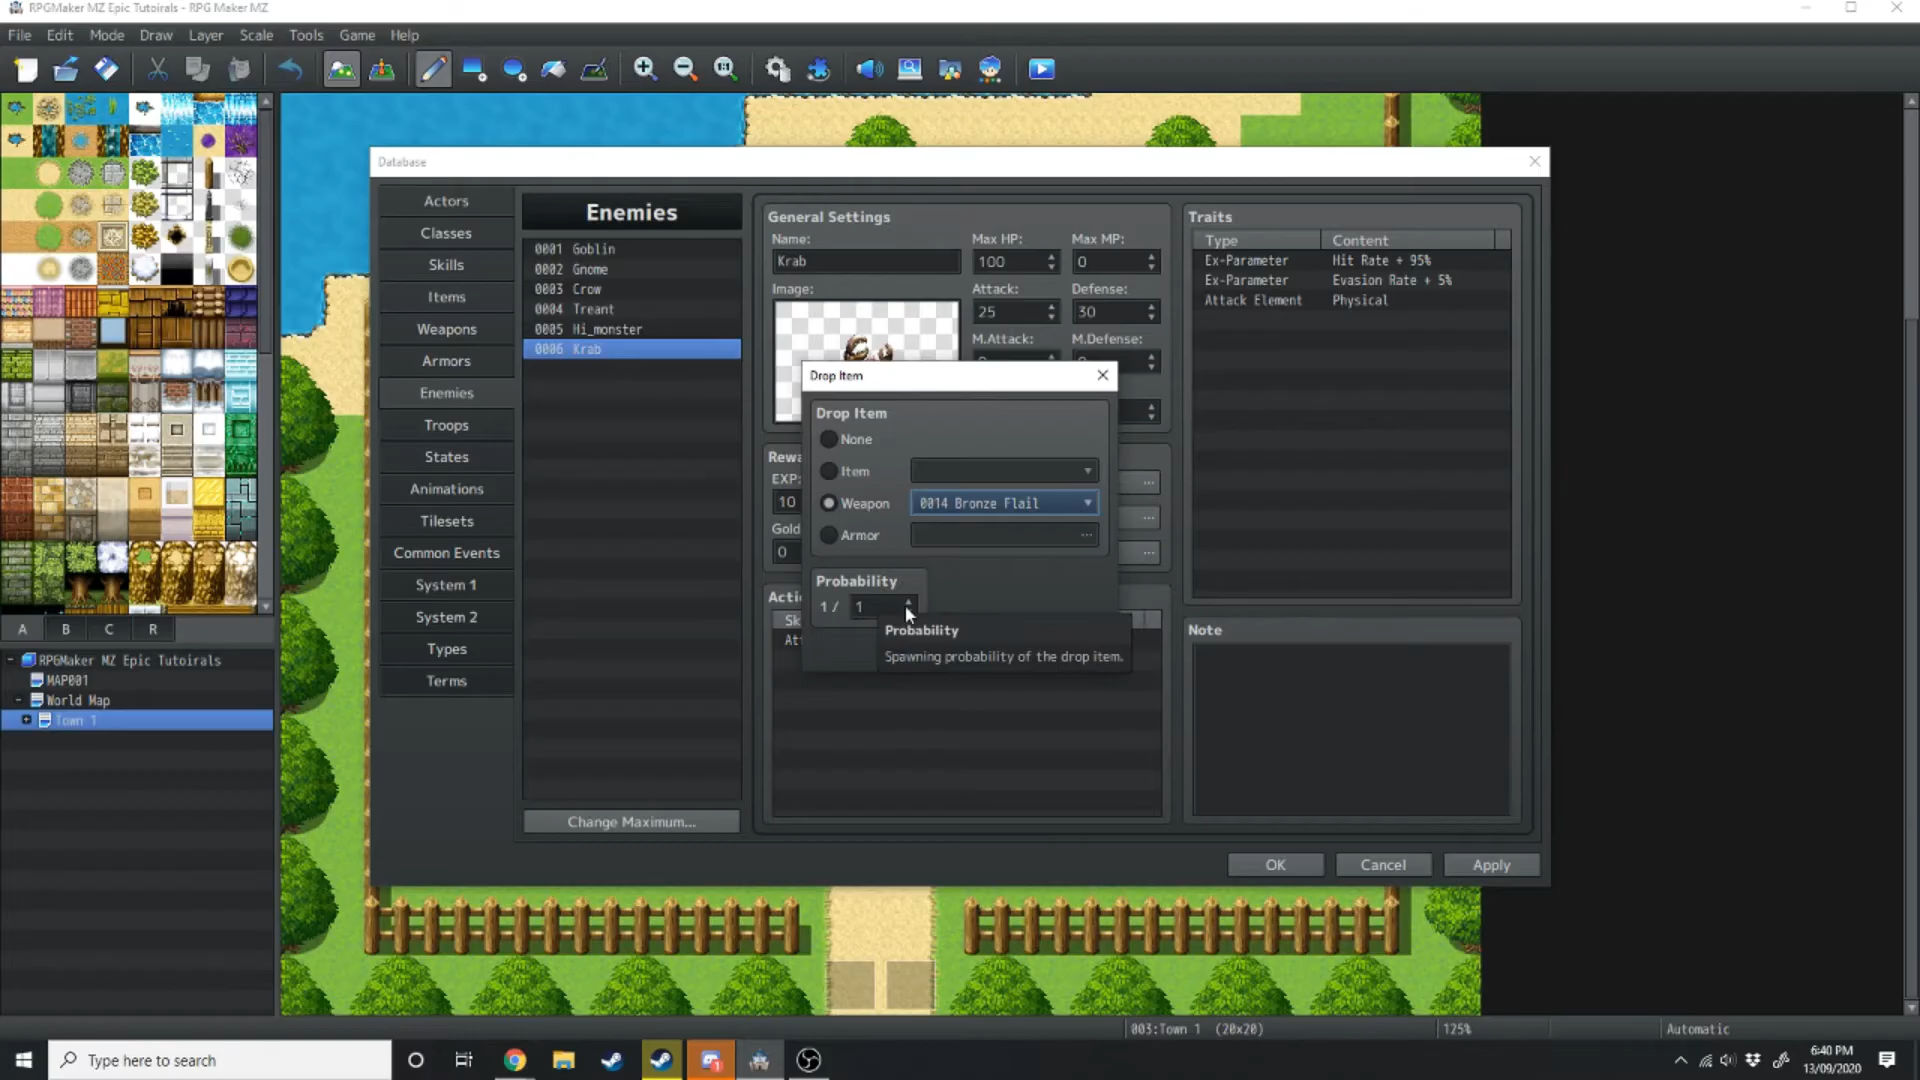 RPGMaker MZ Epic Tutoirals - RPG Maker MZ
File Edit Mode Draw Layer Scale Tools Game Help
Database
Actors
Classes
Skills
Items
Weapons
Armors
Enemies
Troops
States
Animations
Tilesets
Common Events
System 1
System 2
Types
Terms
Enemies
0001 Goblin
0002 Gnome
0003 Crow
0004 Treant
0005 Hi_monster
0006 Krab
Change Maximum...
General Settings
Name: Max HP: Max MP:
Krab 100 0
Image: Attack: Defense:
25 30
M.Attack: M.Defense:
Rewa
EXP:
10 ...
...
Gold
0 ...
Actio
Sk
Att
Drop Item
Drop Item
None
Item
Weapon 0014 Bronze Flail
Armor ...
Probability
1 / 1
Probability
Spawning probability of the drop item.
Traits
Type Content
Ex-Parameter Hit Rate + 95%
Ex-Parameter Evasion Rate + 5%
Attack Element Physical
Note
OK Cancel Apply
A B C R
RPGMaker MZ Epic Tutoirals
MAP001
World Map
Town 1
003:Town 1 (20x20) 125% Automatic
Type here to search
6:40 PM
13/09/2020